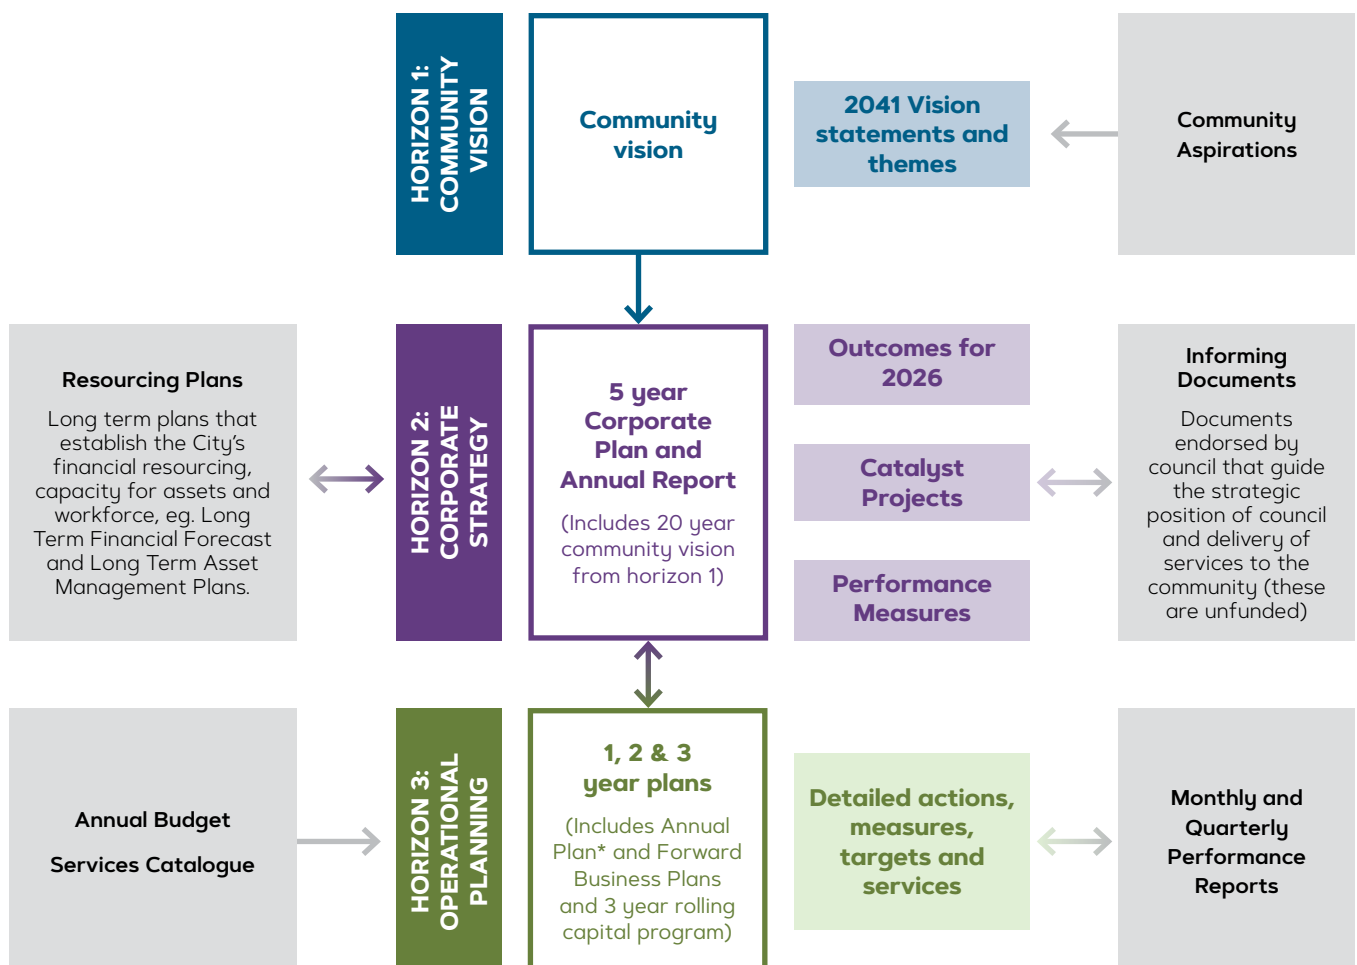 HORIZON 1:
COMMUNITY
VISION
Community
vision
2041 Vision
statements and
themes
Community
Aspirations
Resourcing Plans
Long term plans that
establish the City's
financial resourcing,
capacity for assets and
workforce, eg. Long
Term Financial Forecast
and Long Term Asset
Management Plans.
HORIZON 2:
CORPORATE
STRATEGY
5 year
Corporate
Plan and
Annual Report
(Includes 20 year
community vision
from horizon 1)
Outcomes for
2026
Catalyst
Projects
Performance
Measures
Informing
Documents
Documents
endorsed by
council that guide
the strategic
position of council
and delivery of
services to the
community (these
are unfunded)
Annual Budget
Services Catalogue
HORIZON 3:
OPERATIONAL
PLANNING
1, 2 & 3
year plans
(Includes Annual
Plan* and Forward
Business Plans
and 3 year rolling
capital program)
Detailed actions,
measures,
targets and
services
Monthly and
Quarterly
Performance
Reports